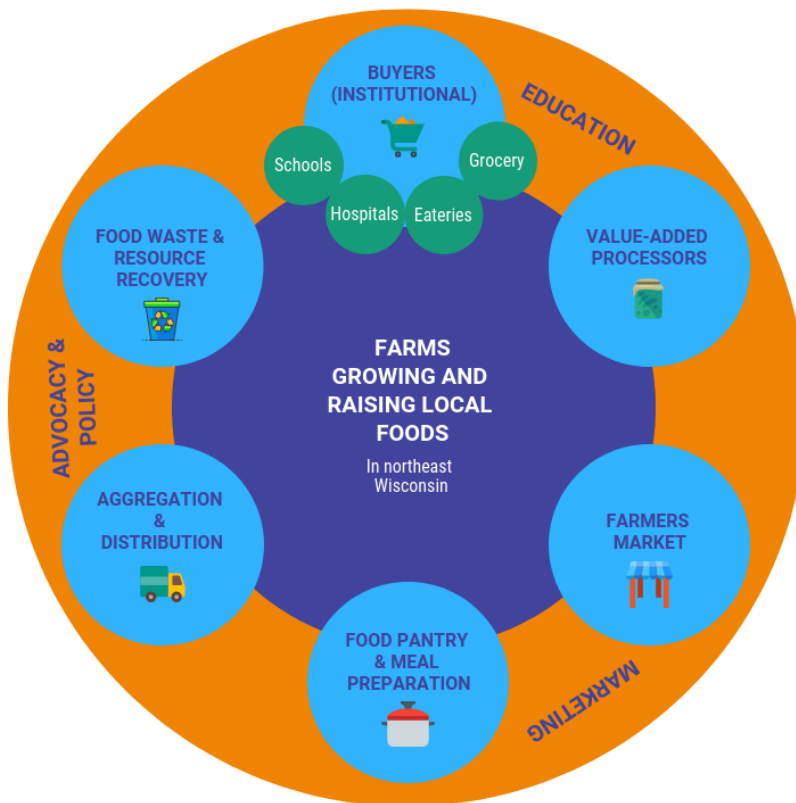 BUYERS
(INSTITUTIONAL)
Schools
Hospitals
Eateries
Grocery
EDUCATION
VALUE-ADDED
PROCESSORS
FOOD WASTE &
RESOURCE
RECOVERY
FARMS
GROWING AND
RAISING LOCAL
FOODS
In northeast
Wisconsin
ADVOCACY &
POLICY
AGGREGATION
&
DISTRIBUTION
FARMERS
MARKET
FOOD PANTRY
& MEAL
PREPARATION
MARKETING